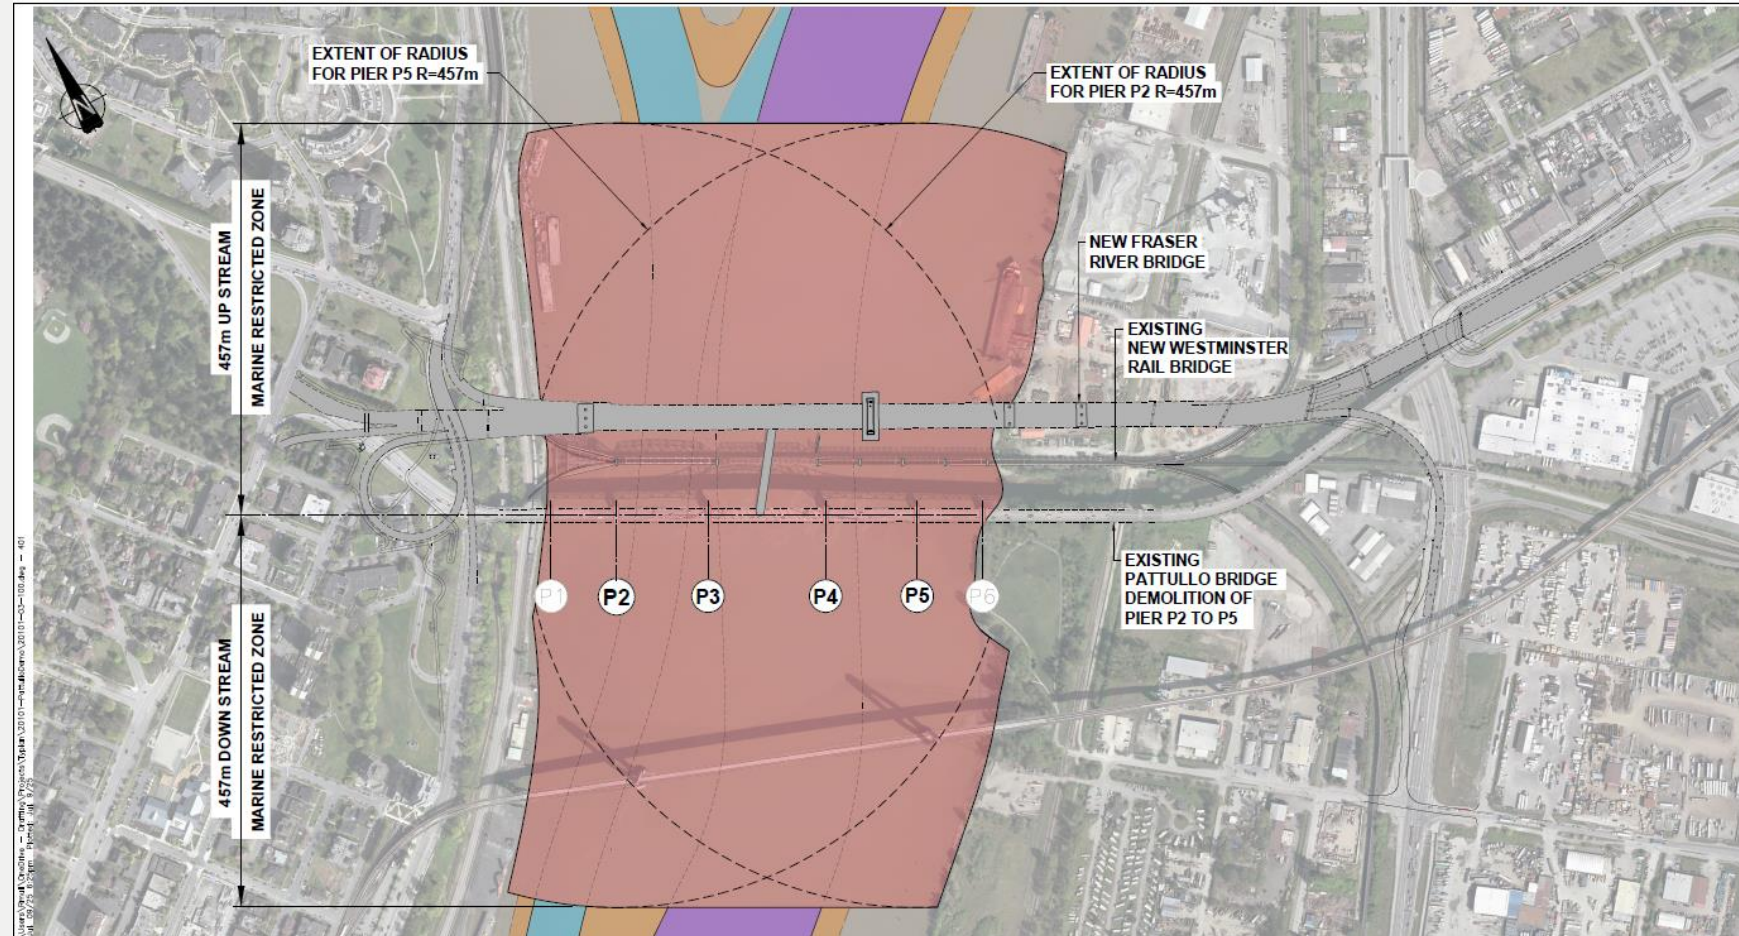 EXTENT OF RADIUS
FOR PIER P5 R=457m
EXTENT OF RADIUS
FOR PIER P2 R=457m
N
457m UP STREAM
MARINE RESTRICTED ZONE
NEW FRASER
RIVER BRIDGE
EXISTING
NEW WESTMINSTER
RAIL BRIDGE
P1
P2
P3
P4
P5
P6
EXISTING
PATTULLO BRIDGE
DEMOLITION OF
PIER P2 TO P5
457m DOWN STREAM
MARINE RESTRICTED ZONE